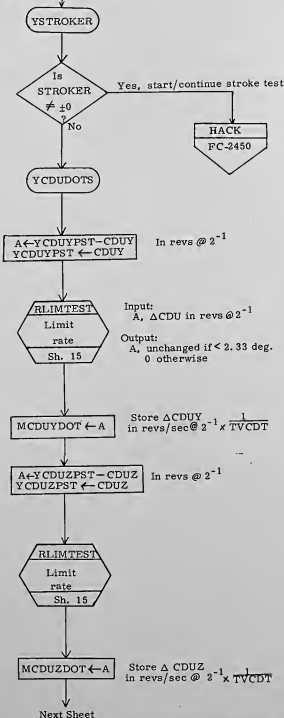 YSTROKER
Is
STROKER
≠ ±0
?
Yes, start/continue stroke test
No
HACK
FC-2450
YCDUDOTS
A←YCDUYPST-CDUY
YCDUYPST ←CDUY
In revs @ 2⁻¹
RLIMTEST
Limit
rate
Sh. 15
Input:
A, ΔCDU in revs @ 2⁻¹
Output:
A, unchanged if < 2.33 deg.
0 otherwise
MCDUYDOT ←A
Store ΔCDUY
in revs/sec@ 2⁻¹ x 1/TVCDT
A←YCDUZPST-CDUZ
YCDUZPST ←CDUZ
In revs @ 2⁻¹
RLIMTEST
Limit
rate
Sh. 15
MCDUZDOT ←A
Store Δ CDUZ
in revs/sec @ 2⁻¹ x 1/TVCDT
Next Sheet